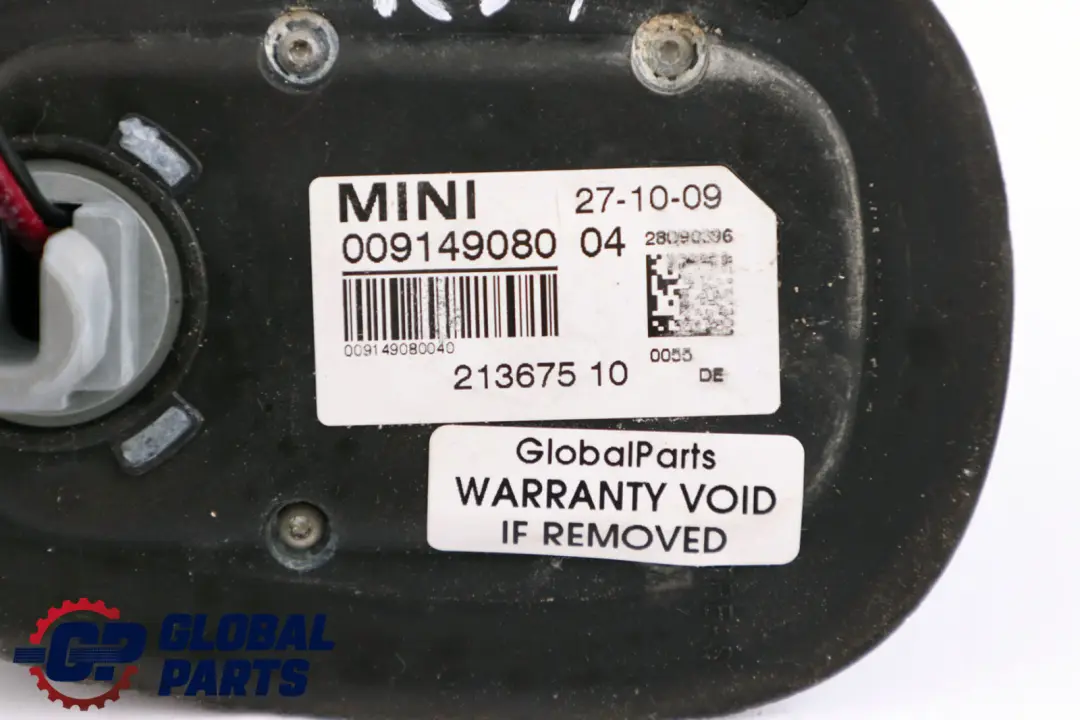 MINI 27-10-09
009149080 04 28090396
009149080040
213675 10 0055 DE
GlobalParts
WARRANTY VOID
IF REMOVED
GP GLOBAL
PARTS